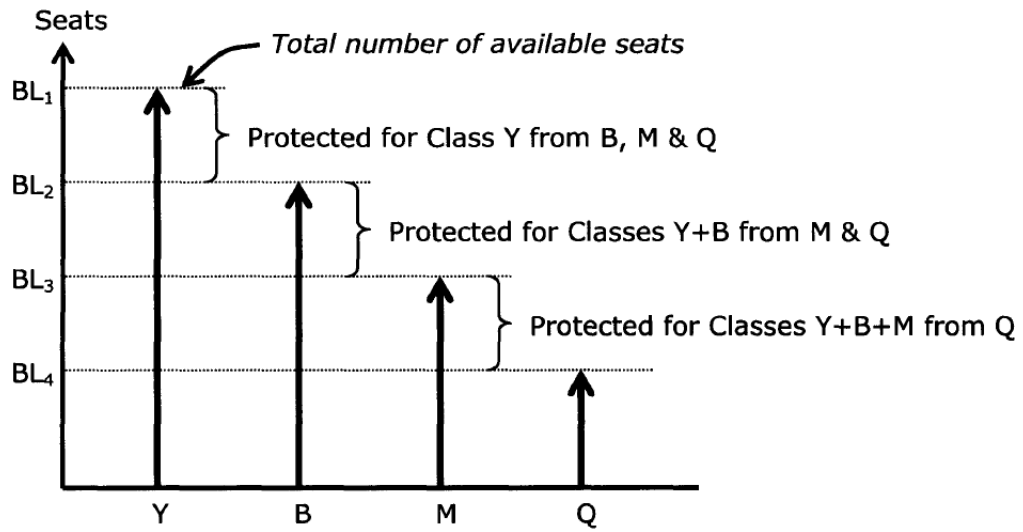 Seats
Total number of available seats
BL₁
Protected for Class Y from B, M & Q
BL₂
Protected for Classes Y+B from M & Q
BL₃
Protected for Classes Y+B+M from Q
BL₄
Y B M Q